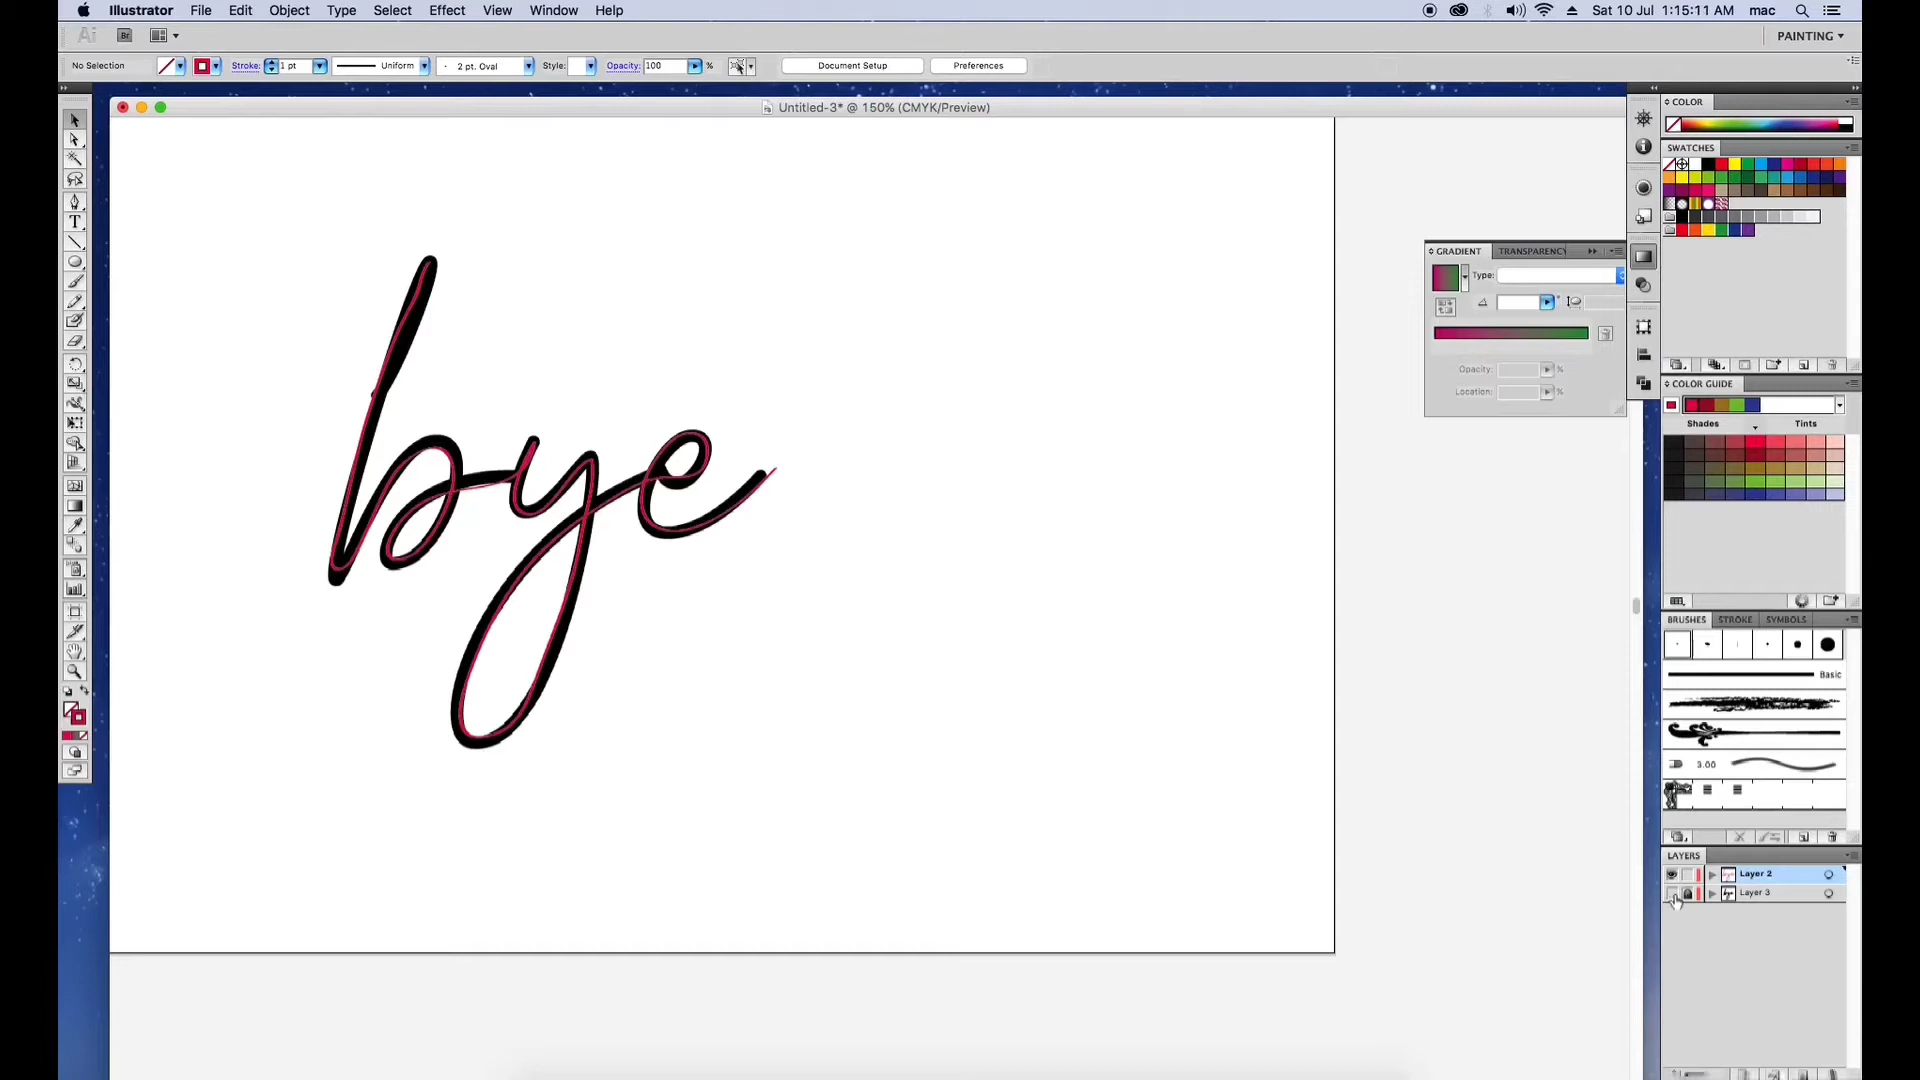 Illustrator File Edit Object Type Select Effect View Window Help Sat 10 Jul 1:15:11 AM mac
Ai Br PAINTING
No Selection Stroke: 1 pt Uniform 2 pt. Oval Style: Opacity: 100 % Document Setup Preferences
Untitled-3* @ 150% (CMYK/Preview)
COLOR
SWATCHES
GRADIENT TRANSPARENCY
Type:
°
Opacity: %
Location: %
COLOR GUIDE
Shades Tints
bye
BRUSHES STROKE SYMBOLS
Basic
3.00
LAYERS
Layer 2
Layer 3